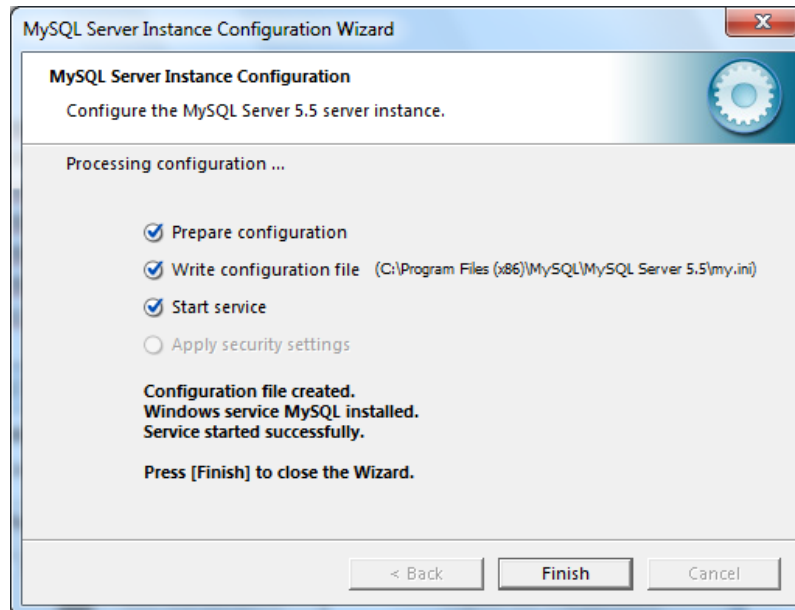 MySQL Server Instance Configuration Wizard
MySQL Server Instance Configuration
Configure the MySQL Server 5.5 server instance.
Processing configuration ...
Prepare configuration
Write configuration file (C:\Program Files (x86)\MySQL\MySQL Server 5.5\my.ini)
Start service
Apply security settings
Configuration file created.
Windows service MySQL installed.
Service started successfully.
Press [Finish] to close the Wizard.
< Back Finish Cancel